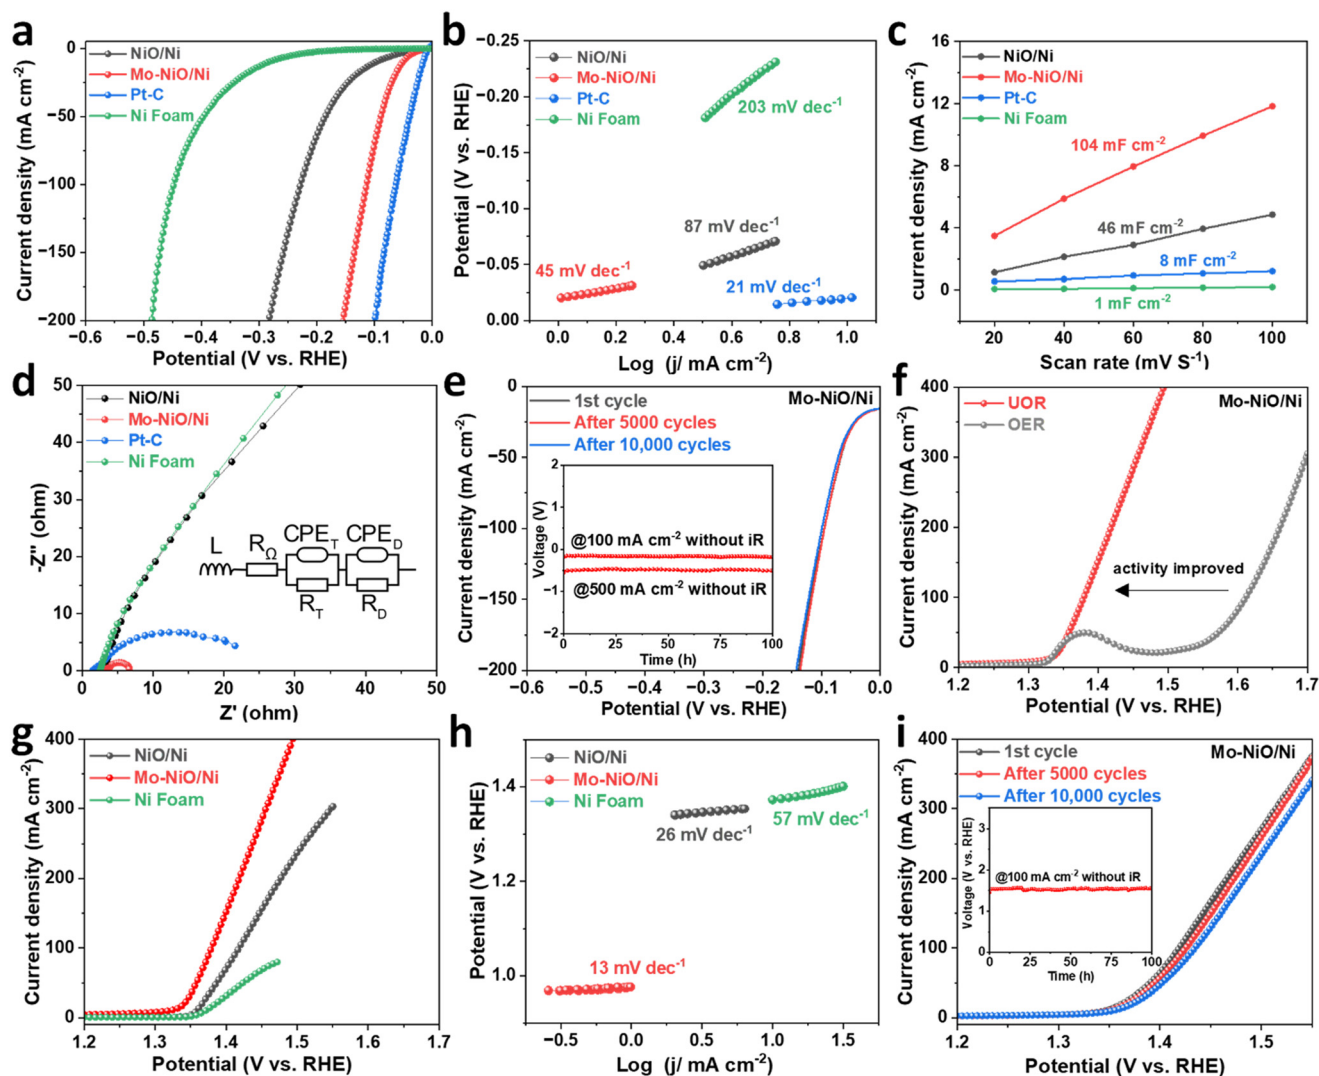 a
NiO/Ni
Mo-NiO/Ni
Pt-C
Ni Foam
0
−50
−100
−150
−200
−0.6
−0.5
−0.4
−0.3
−0.2
−0.1
0.0
Current density (mA cm⁻²)
Potential (V vs. RHE)
b
NiO/Ni
Mo-NiO/Ni
Pt-C
Ni Foam
203 mV dec⁻¹
87 mV dec⁻¹
45 mV dec⁻¹
21 mV dec⁻¹
−0.25
−0.20
−0.15
−0.10
−0.05
0.00
0.0
0.2
0.4
0.6
0.8
1.0
Potential (V vs. RHE)
Log (j/ mA cm⁻²)
c
NiO/Ni
Mo-NiO/Ni
Pt-C
Ni Foam
104 mF cm⁻²
46 mF cm⁻²
8 mF cm⁻²
1 mF cm⁻²
16
12
8
4
0
20
40
60
80
100
current density (mA cm⁻²)
Scan rate (mV S⁻¹)
d
NiO/Ni
Mo-NiO/Ni
Pt-C
Ni Foam
L
R_Ω
CPE_T
CPE_D
R_T
R_D
50
40
30
20
10
0
0
10
20
30
40
50
-Z'' (ohm)
Z' (ohm)
e
1st cycle
After 5000 cycles
After 10,000 cycles
Mo-NiO/Ni
@100 mA cm⁻² without iR
@500 mA cm⁻² without iR
2
1
0
−1
−2
0
25
50
75
100
Voltage (V)
Time (h)
0
−50
−100
−150
−200
−0.6
−0.5
−0.4
−0.3
−0.2
−0.1
0.0
Current density (mA cm⁻²)
Potential (V vs. RHE)
f
UOR
OER
Mo-NiO/Ni
activity improved
400
300
200
100
0
1.2
1.3
1.4
1.5
1.6
1.7
Current density (mA cm⁻²)
Potential (V vs. RHE)
g
NiO/Ni
Mo-NiO/Ni
Ni Foam
400
300
200
100
0
1.2
1.3
1.4
1.5
1.6
1.7
Current density (mA cm⁻²)
Potential (V vs. RHE)
h
NiO/Ni
Mo-NiO/Ni
Ni Foam
26 mV dec⁻¹
57 mV dec⁻¹
13 mV dec⁻¹
1.4
1.2
1.0
−0.5
0.0
0.5
1.0
1.5
Potential (V vs. RHE)
Log (j/ mA cm⁻²)
i
1st cycle
After 5000 cycles
After 10,000 cycles
Mo-NiO/Ni
@100 mA cm⁻² without iR
3
2
1
0
0
25
50
75
100
Voltage (V vs. RHE)
Time (h)
400
300
200
100
0
1.2
1.3
1.4
1.5
Current density (mA cm⁻²)
Potential (V vs. RHE)